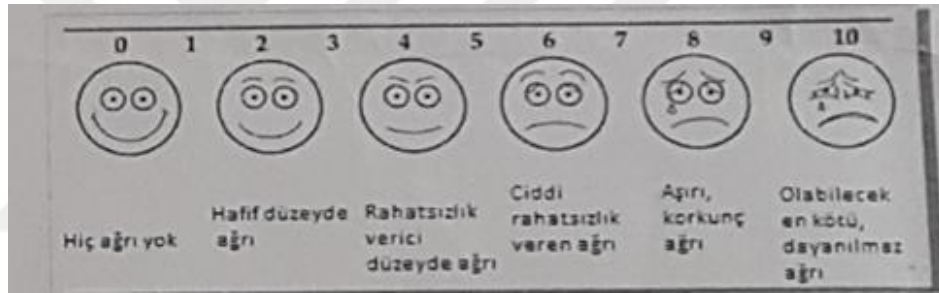 0 1 2 3 4 5 6 7 8 9 10
Hiç ağrı yok
Hafif düzeyde
ağrı
Rahatsızlık
verici
düzeyde ağrı
Ciddi
rahatsızlık
veren ağrı
Aşırı,
korkunç
ağrı
Olabilecek
en kötü,
dayanılmaz
ağrı